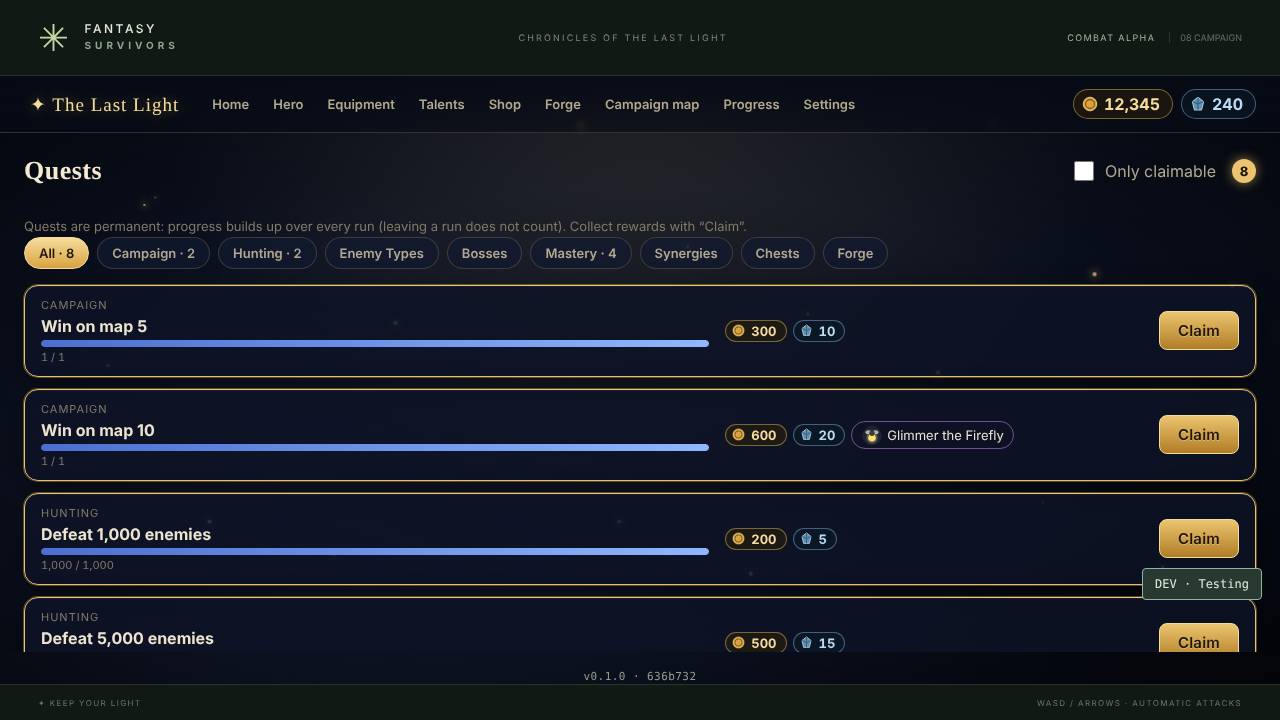 FANTASY
SURVIVORS
CHRONICLES OF THE LAST LIGHT
COMBAT ALPHA
08 CAMPAIGN
✦ The Last Light
Home
Hero
Equipment
Talents
Shop
Forge
Campaign map
Progress
Settings
12,345
240
Quests
Only claimable
8
Quests are permanent: progress builds up over every run (leaving a run does not count). Collect rewards with “Claim”.
All · 8
Campaign · 2
Hunting · 2
Enemy Types
Bosses
Mastery · 4
Synergies
Chests
Forge
CAMPAIGN
Win on map 5
1 / 1
300
10
Claim
CAMPAIGN
Win on map 10
1 / 1
600
20
Glimmer the Firefly
Claim
HUNTING
Defeat 1,000 enemies
1,000 / 1,000
200
5
Claim
DEV · Testing
HUNTING
Defeat 5,000 enemies
500
15
Claim
v0.1.0 · 636b732
✦ KEEP YOUR LIGHT
WASD / ARROWS · AUTOMATIC ATTACKS